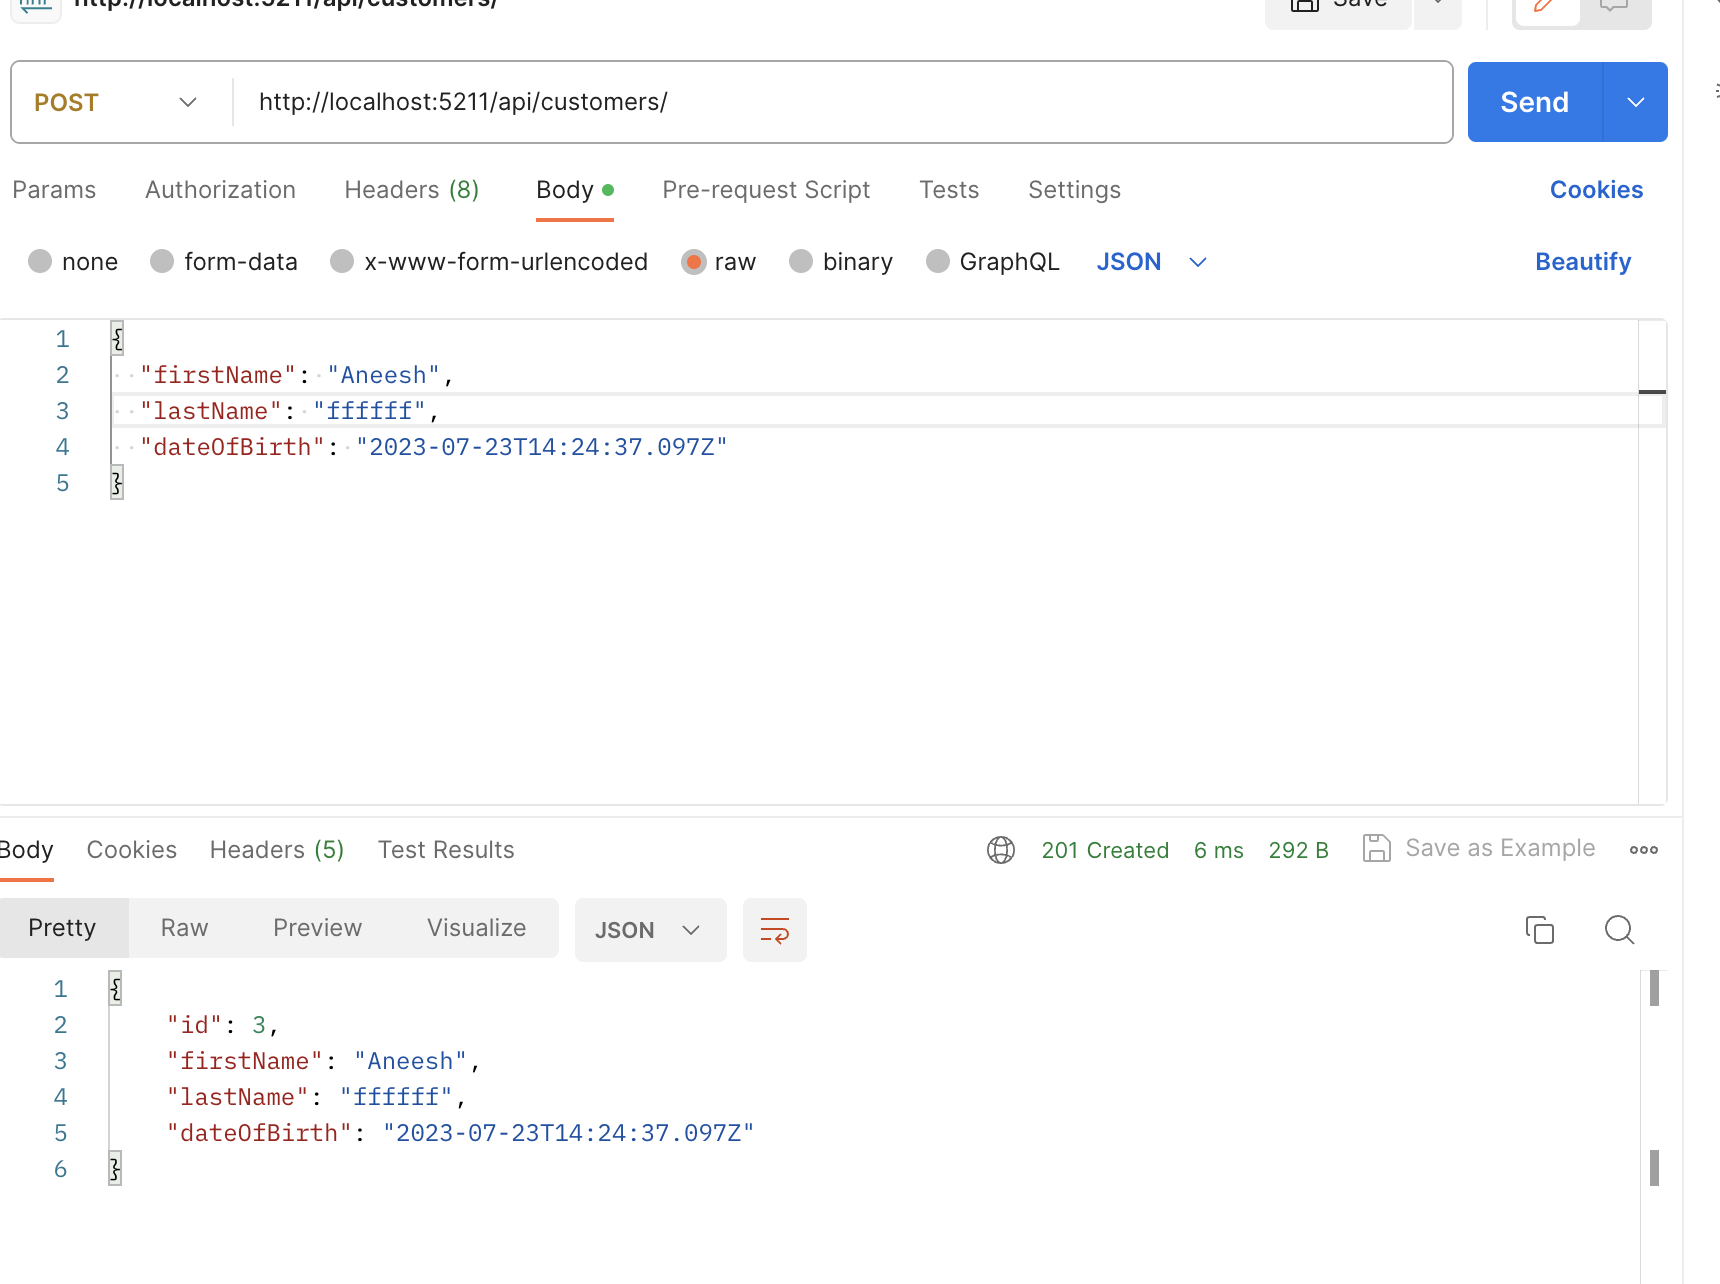 http://localhost:5211/api/customers/ Save
POST http://localhost:5211/api/customers/ Send
Params Authorization Headers (8) Body Pre-request Script Tests Settings Cookies
none form-data x-www-form-urlencoded raw binary GraphQL JSON Beautify
1 {
2 "firstName": "Aneesh",
3 "lastName": "ffffff",
4 "dateOfBirth": "2023-07-23T14:24:37.097Z"
5 }
Body Cookies Headers (5) Test Results 201 Created 6 ms 292 B Save as Example
Pretty Raw Preview Visualize JSON
1 {
2 "id": 3,
3 "firstName": "Aneesh",
4 "lastName": "ffffff",
5 "dateOfBirth": "2023-07-23T14:24:37.097Z"
6 }